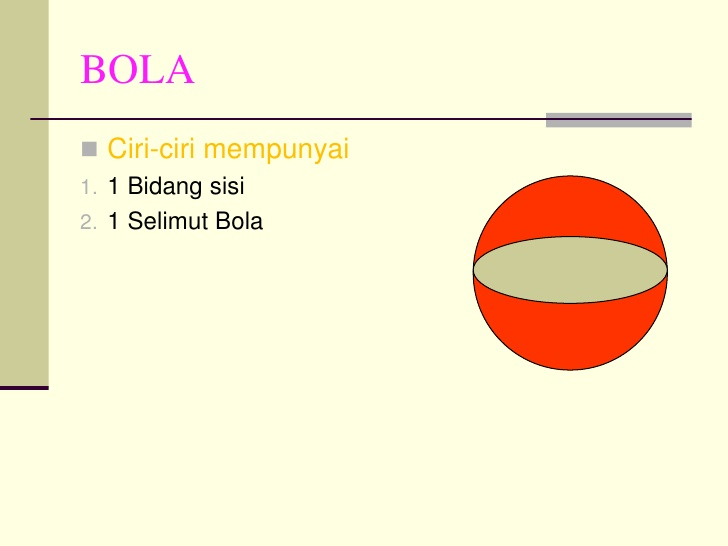 BOLA
Ciri-ciri mempunyai
1. 1 Bidang sisi
2. 1 Selimut Bola